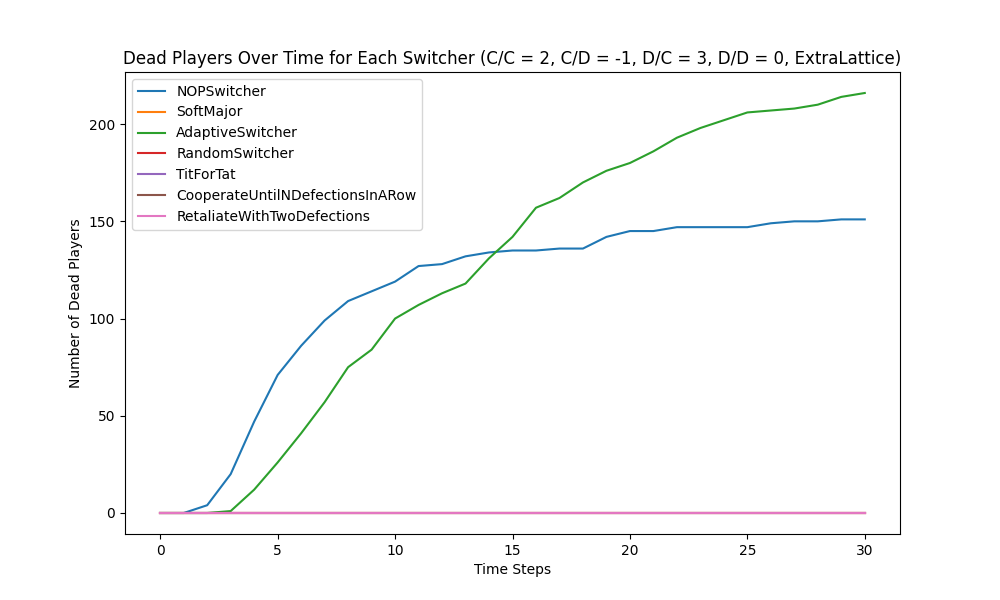 Dead Players Over Time for Each Switcher (C/C = 2, C/D = -1, D/C = 3, D/D = 0, ExtraLattice)
NOPSwitcher
SoftMajor
AdaptiveSwitcher
RandomSwitcher
TitForTat
CooperateUntilNDefectionsInARow
RetaliateWithTwoDefections
Number of Dead Players
200
150
100
50
0
0 5 10 15 20 25 30
Time Steps